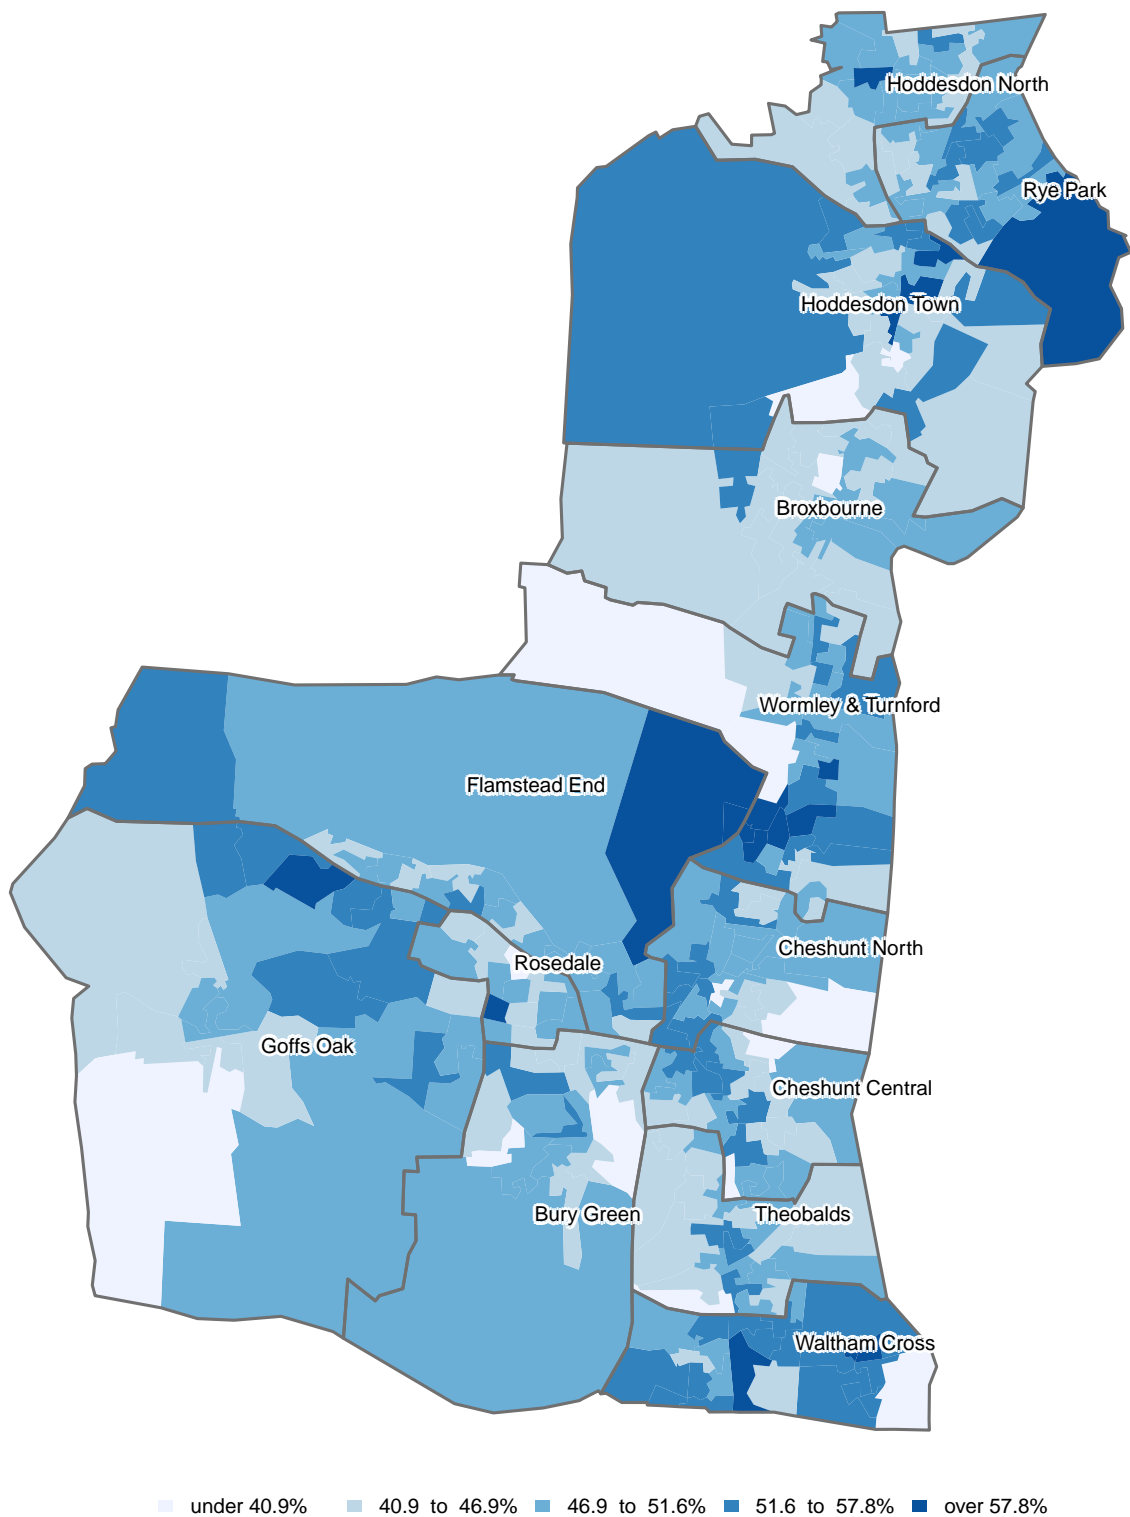 Hoddesdon North
Rye Park
Hoddesdon Town
Broxbourne
Wormley & Turnford
Flamstead End
Cheshunt North
Rosedale
Goffs Oak
Cheshunt Central
Bury Green
Theobalds
Waltham Cross
under 40.9% 40.9 to 46.9% 46.9 to 51.6% 51.6 to 57.8% over 57.8%